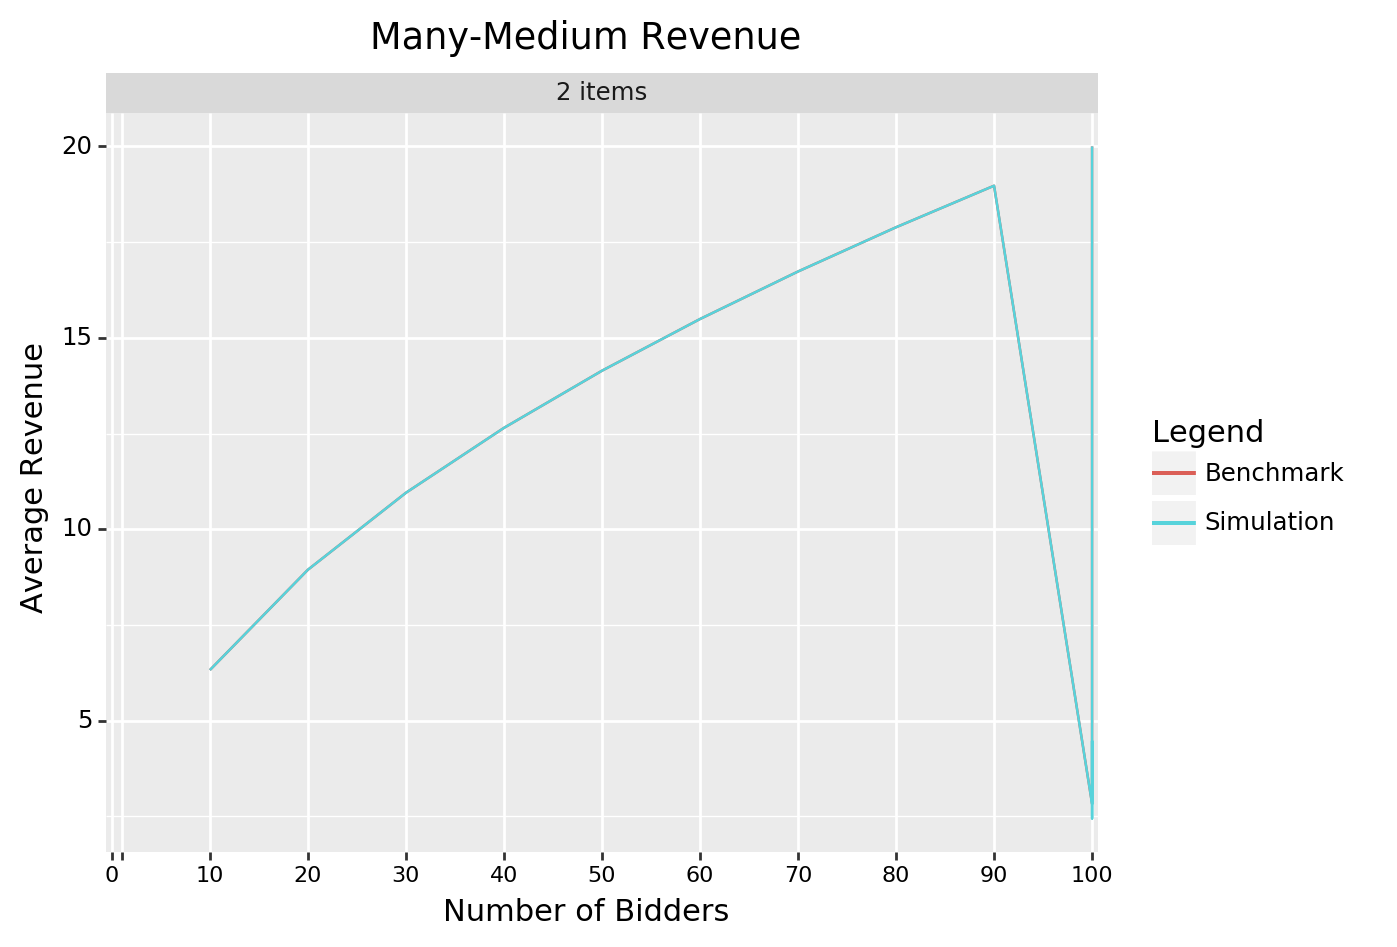 Many-Medium Revenue
2 items
20
15
10
5
Average Revenue
0 10 20 30 40 50 60 70 80 90 100
Number of Bidders
Legend
Benchmark
Simulation